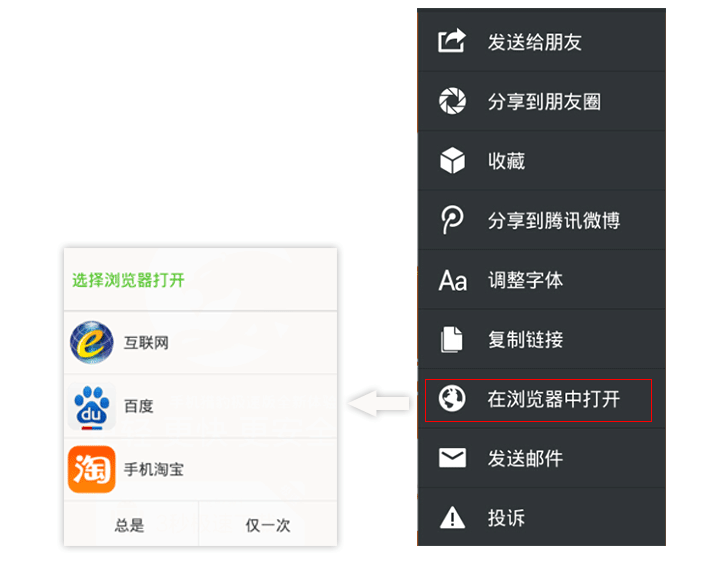 发送给朋友
分享到朋友圈
收藏
分享到腾讯微博
Aa 调整字体
复制链接
在浏览器中打开
发送邮件
投诉
选择浏览器打开
互联网
du 百度
淘 手机淘宝
总是 仅一次